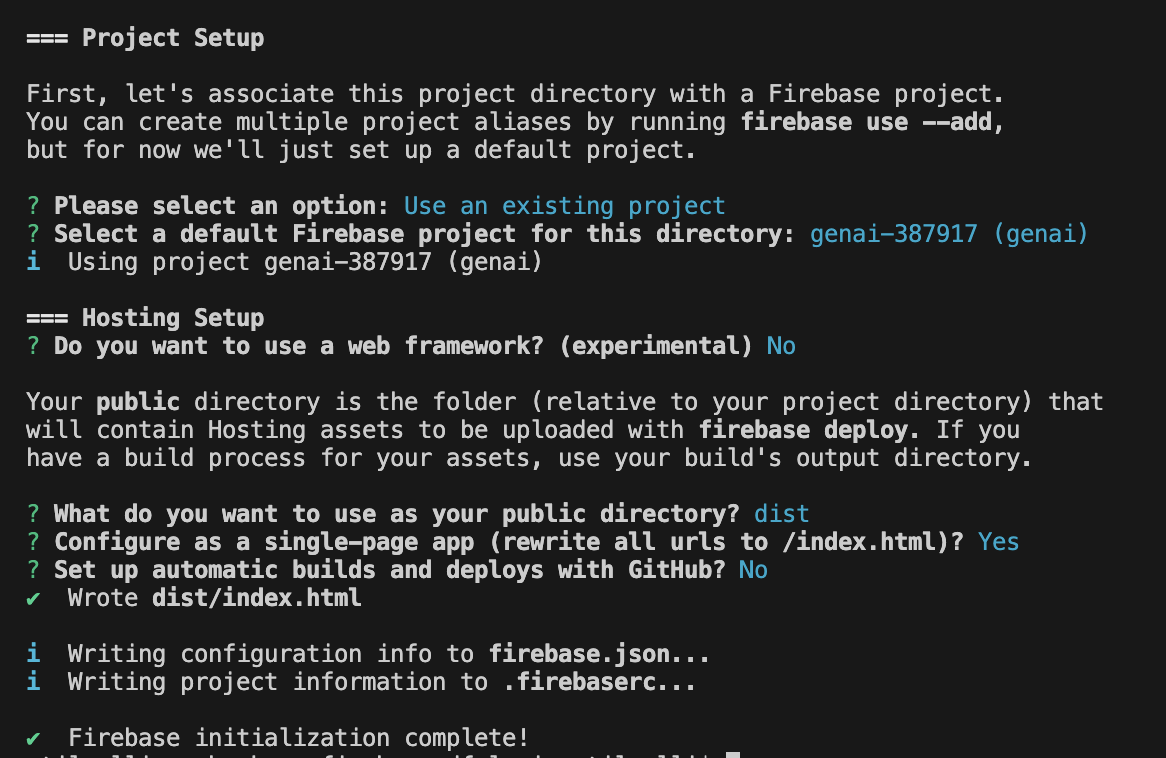 === Project Setup
First, let's associate this project directory with a Firebase project.
You can create multiple project aliases by running firebase use --add,
but for now we'll just set up a default project.
? Please select an option: Use an existing project
? Select a default Firebase project for this directory: genai-387917 (genai)
i  Using project genai-387917 (genai)
=== Hosting Setup
? Do you want to use a web framework? (experimental) No
Your public directory is the folder (relative to your project directory) that
will contain Hosting assets to be uploaded with firebase deploy. If you
have a build process for your assets, use your build's output directory.
? What do you want to use as your public directory? dist
? Configure as a single-page app (rewrite all urls to /index.html)? Yes
? Set up automatic builds and deploys with GitHub? No
✔  Wrote dist/index.html
i  Writing configuration info to firebase.json...
i  Writing project information to .firebaserc...
✔  Firebase initialization complete!